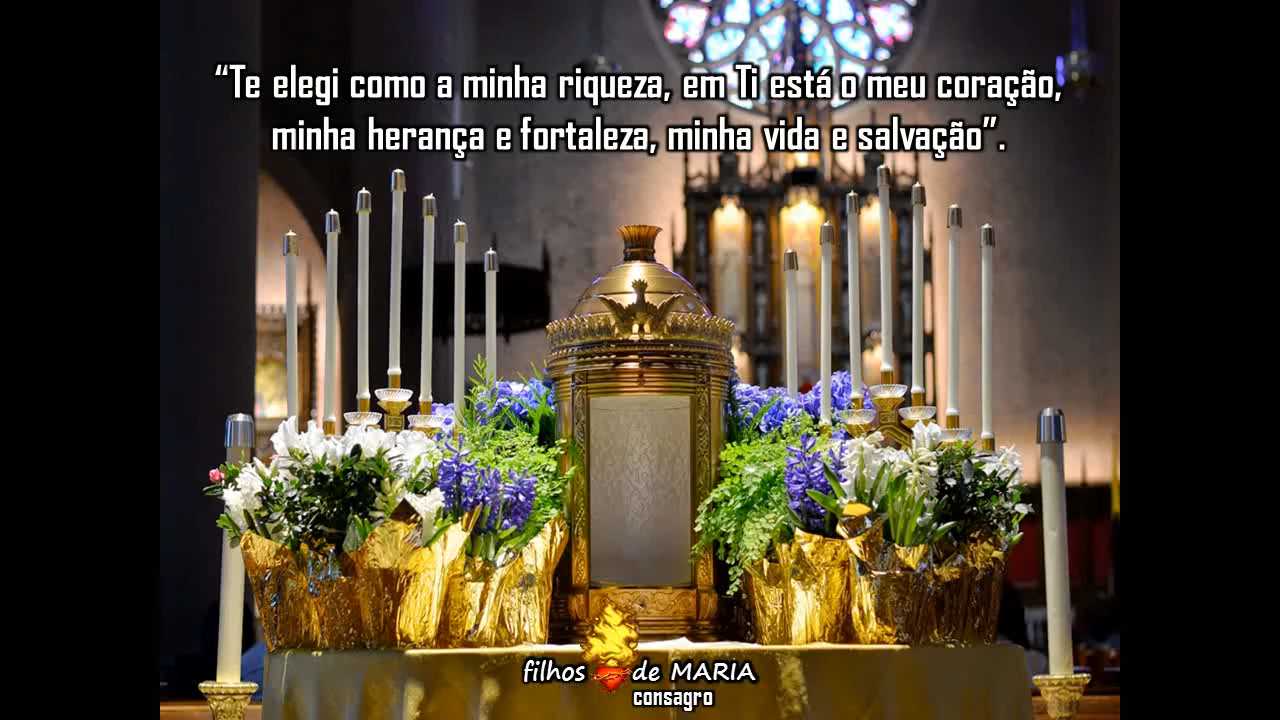 “Te elegi como a minha riqueza, em Ti está o meu coração,
minha herança e fortaleza, minha vida e salvação”.
filhos de MARIA
consagro